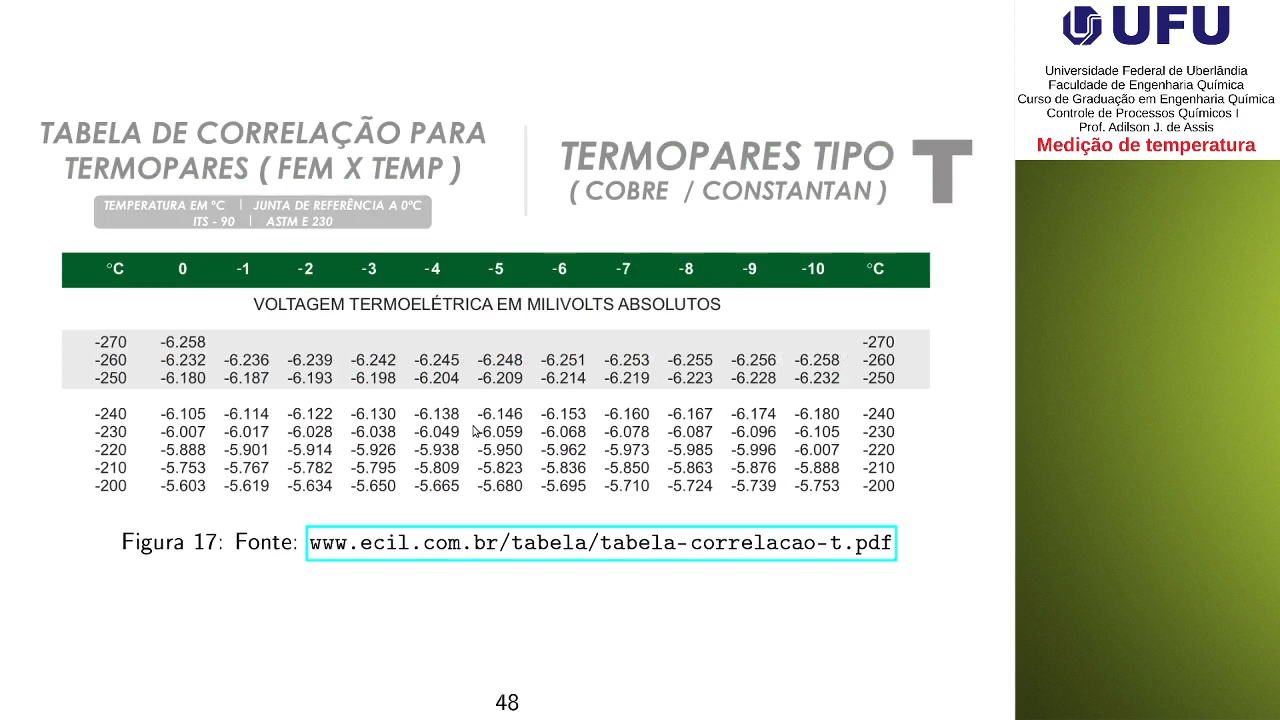 UFU
Universidade Federal de Uberlândia
Faculdade de Engenharia Química
Curso de Graduação em Engenharia Química
Controle de Processos Químicos I
Prof. Adilson J. de Assis
Medição de temperatura
TABELA DE CORRELAÇÃO PARA
TERMOPARES ( FEM X TEMP )
TEMPERATURA EM ºC | JUNTA DE REFERÊNCIA A 0ºC
ITS - 90 | ASTM E 230
TERMOPARES TIPO T
( COBRE / CONSTANTAN )
°C 0 -1 -2 -3 -4 -5 -6 -7 -8 -9 -10 °C
VOLTAGEM TERMOELÉTRICA EM MILIVOLTS ABSOLUTOS
-270 -6.258 -270
-260 -6.232 -6.236 -6.239 -6.242 -6.245 -6.248 -6.251 -6.253 -6.255 -6.256 -6.258 -260
-250 -6.180 -6.187 -6.193 -6.198 -6.204 -6.209 -6.214 -6.219 -6.223 -6.228 -6.232 -250
-240 -6.105 -6.114 -6.122 -6.130 -6.138 -6.146 -6.153 -6.160 -6.167 -6.174 -6.180 -240
-230 -6.007 -6.017 -6.028 -6.038 -6.049 -6.059 -6.068 -6.078 -6.087 -6.096 -6.105 -230
-220 -5.888 -5.901 -5.914 -5.926 -5.938 -5.950 -5.962 -5.973 -5.985 -5.996 -6.007 -220
-210 -5.753 -5.767 -5.782 -5.795 -5.809 -5.823 -5.836 -5.850 -5.863 -5.876 -5.888 -210
-200 -5.603 -5.619 -5.634 -5.650 -5.665 -5.680 -5.695 -5.710 -5.724 -5.739 -5.753 -200
Figura 17: Fonte: www.ecil.com.br/tabela/tabela-correlacao-t.pdf
48